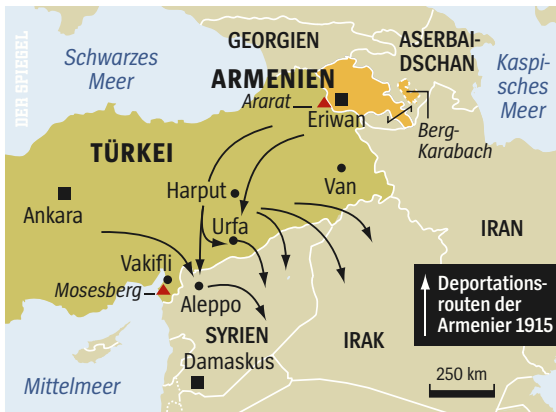 DER SPIEGEL
Schwarzes
Meer
GEORGIEN
ASERBAI-
DSCHAN
Kaspi-
sches
Meer
ARMENIEN
Ararat
Eriwan
Berg-
Karabach
TÜRKEI
Ankara
Harput
Van
Urfa
IRAN
Vakifli
Mosesberg
Aleppo
SYRIEN
Damaskus
IRAK
Deportations-
routen der
Armenier 1915
Mittelmeer
250 km